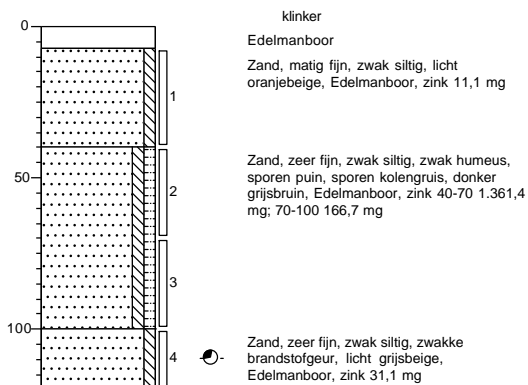 klinker
0
Edelmanboor
Zand, matig fijn, zwak siltig, licht
oranjebeige, Edelmanboor, zink 11,1 mg
1
Zand, zeer fijn, zwak siltig, zwak humeus,
sporen puin, sporen kolengruis, donker
grijsbruin, Edelmanboor, zink 40-70 1.361,4
mg; 70-100 166,7 mg
50
2
3
100
Zand, zeer fijn, zwak siltig, zwakke
brandstofgeur, licht grijsbeige,
Edelmanboor, zink 31,1 mg
4